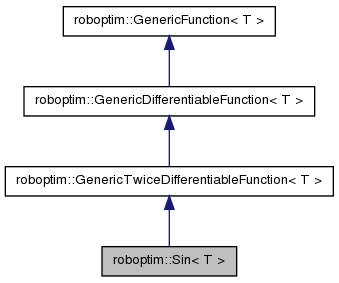 roboptim::GenericFunction< T >
roboptim::GenericDifferentiableFunction< T >
roboptim::GenericTwiceDifferentiableFunction< T >
roboptim::Sin< T >